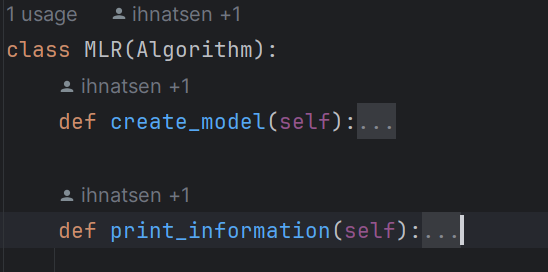 1 usage ihnatsen +1
class MLR(Algorithm):
ihnatsen +1
def create_model(self):...
ihnatsen +1
def print_information(self):...